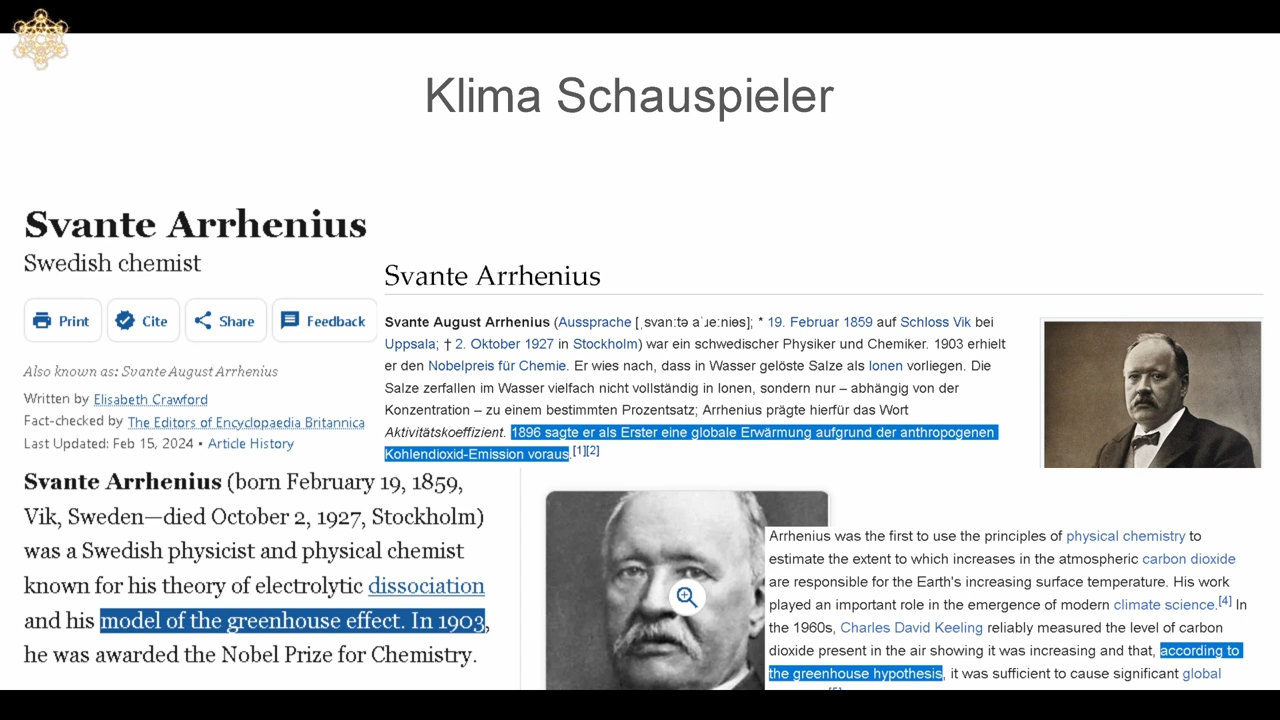 Klima Schauspieler
Svante Arrhenius
Swedish chemist
Print
Cite
Share
Feedback
Also known as: Svante August Arrhenius
Written by Elisabeth Crawford
Fact-checked by The Editors of Encyclopaedia Britannica
Last Updated: Feb 15, 2024 • Article History
Svante Arrhenius (born February 19, 1859,
Vik, Sweden—died October 2, 1927, Stockholm)
was a Swedish physicist and physical chemist
known for his theory of electrolytic dissociation
and his model of the greenhouse effect. In 1903,
he was awarded the Nobel Prize for Chemistry.
Svante Arrhenius
Svante August Arrhenius (Aussprache [ˌsvanːtə aˈɹeːniɵs]; * 19. Februar 1859 auf Schloss Vik bei
Uppsala; † 2. Oktober 1927 in Stockholm) war ein schwedischer Physiker und Chemiker. 1903 erhielt
er den Nobelpreis für Chemie. Er wies nach, dass in Wasser gelöste Salze als Ionen vorliegen. Die
Salze zerfallen im Wasser vielfach nicht vollständig in Ionen, sondern nur – abhängig von der
Konzentration – zu einem bestimmten Prozentsatz; Arrhenius prägte hierfür das Wort
Aktivitätskoeffizient. 1896 sagte er als Erster eine globale Erwärmung aufgrund der anthropogenen
Kohlendioxid-Emission voraus.[1][2]
Arrhenius was the first to use the principles of physical chemistry to
estimate the extent to which increases in the atmospheric carbon dioxide
are responsible for the Earth's increasing surface temperature. His work
played an important role in the emergence of modern climate science.[4] In
the 1960s, Charles David Keeling reliably measured the level of carbon
dioxide present in the air showing it was increasing and that, according to
the greenhouse hypothesis, it was sufficient to cause significant global